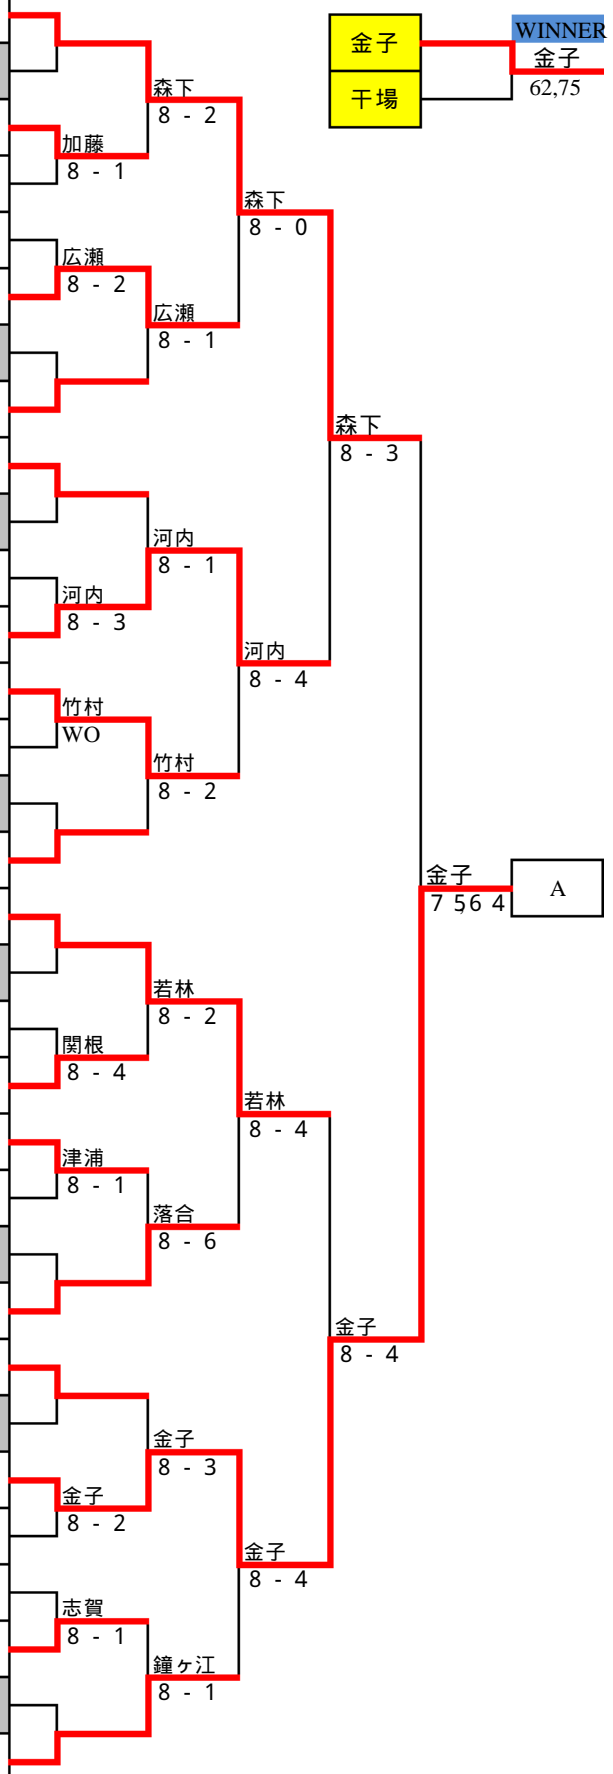 WINNER
金子
金子
62,75
干場
森下
8 - 2
加藤
8 - 1
森下
8 - 0
広瀬
8 - 2
広瀬
8 - 1
森下
8 - 3
河内
8 - 1
河内
8 - 3
河内
8 - 4
竹村
WO
竹村
8 - 2
金子
7 5,6 4
A
若林
8 - 2
関根
8 - 4
若林
8 - 4
津浦
8 - 1
落合
8 - 6
金子
8 - 4
金子
8 - 3
金子
8 - 2
金子
8 - 4
志賀
8 - 1
鐘ヶ江
8 - 1